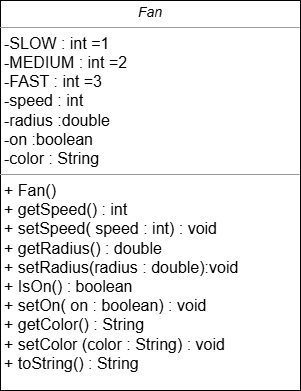 Fan
-SLOW : int =1
-MEDIUM : int =2
-FAST : int =3
-speed : int
-radius :double
-on :boolean
-color : String
+ Fan()
+ getSpeed() : int
+ setSpeed( speed : int) : void
+ getRadius() : double
+ setRadius(radius : double):void
+ IsOn() : boolean
+ setOn( on : boolean) : void
+ getColor() : String
+ setColor (color : String) : void
+ toString() : String